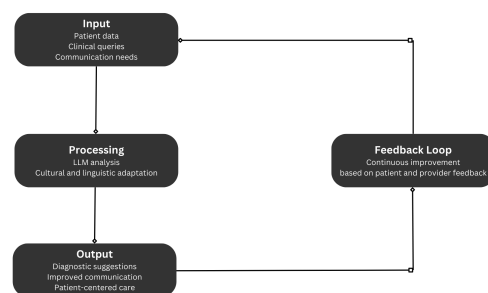 Input
Patient data
Clinical queries
Communication needs
Processing
LLM analysis
Cultural and linguistic adaptation
Feedback Loop
Continuous improvement
based on patient and provider feedback
Output
Diagnostic suggestions
Improved communication
Patient-centered care